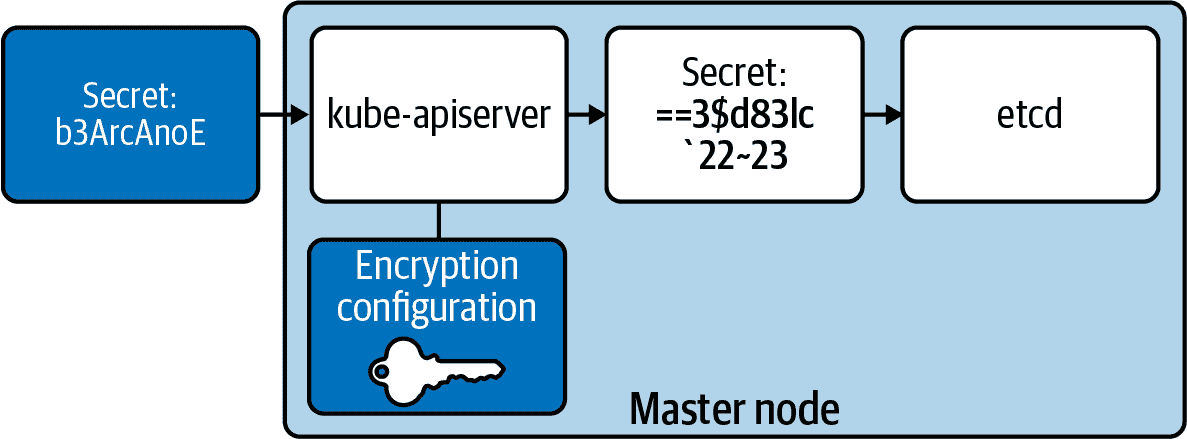 Secret:
b3ArcAnoE
kube-apiserver
Secret:
==3$d83lc
`22~23
etcd
Encryption
configuration
Master node